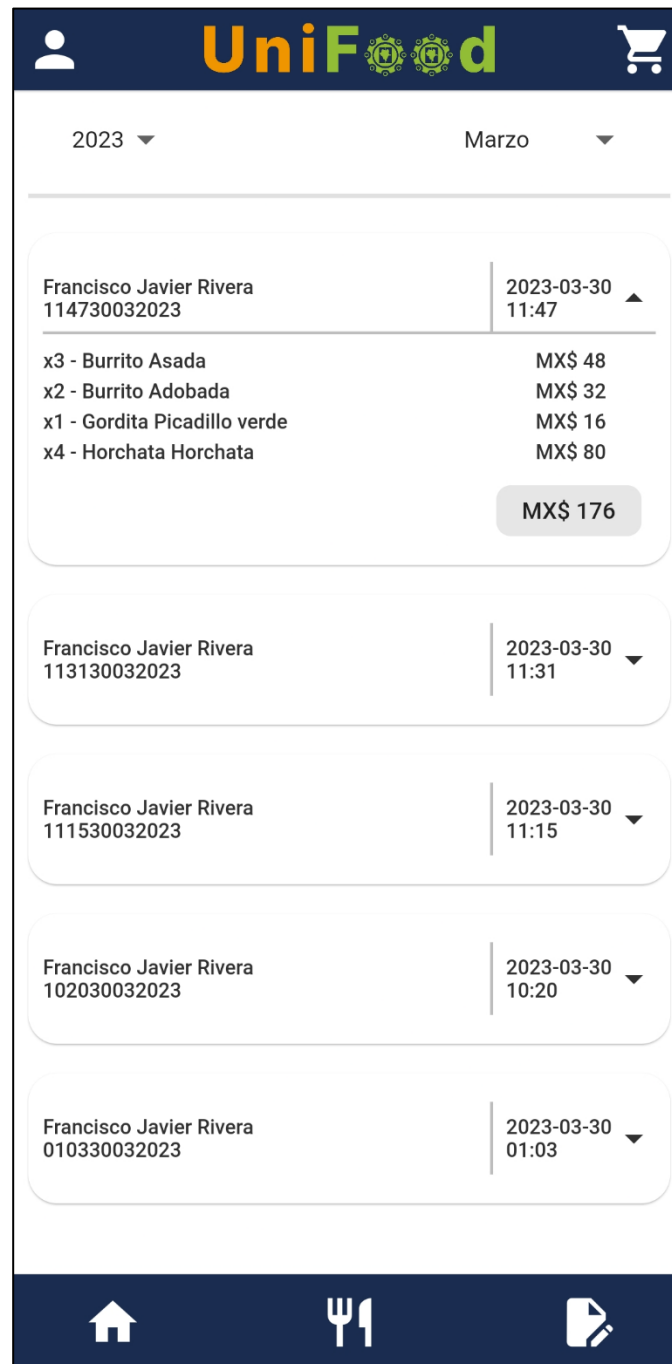 UniFood
2023 Marzo
Francisco Javier Rivera 2023-03-30
114730032023 11:47
x3 - Burrito Asada MX$ 48
x2 - Burrito Adobada MX$ 32
x1 - Gordita Picadillo verde MX$ 16
x4 - Horchata Horchata MX$ 80
MX$ 176
Francisco Javier Rivera 2023-03-30
113130032023 11:31
Francisco Javier Rivera 2023-03-30
111530032023 11:15
Francisco Javier Rivera 2023-03-30
102030032023 10:20
Francisco Javier Rivera 2023-03-30
010330032023 01:03